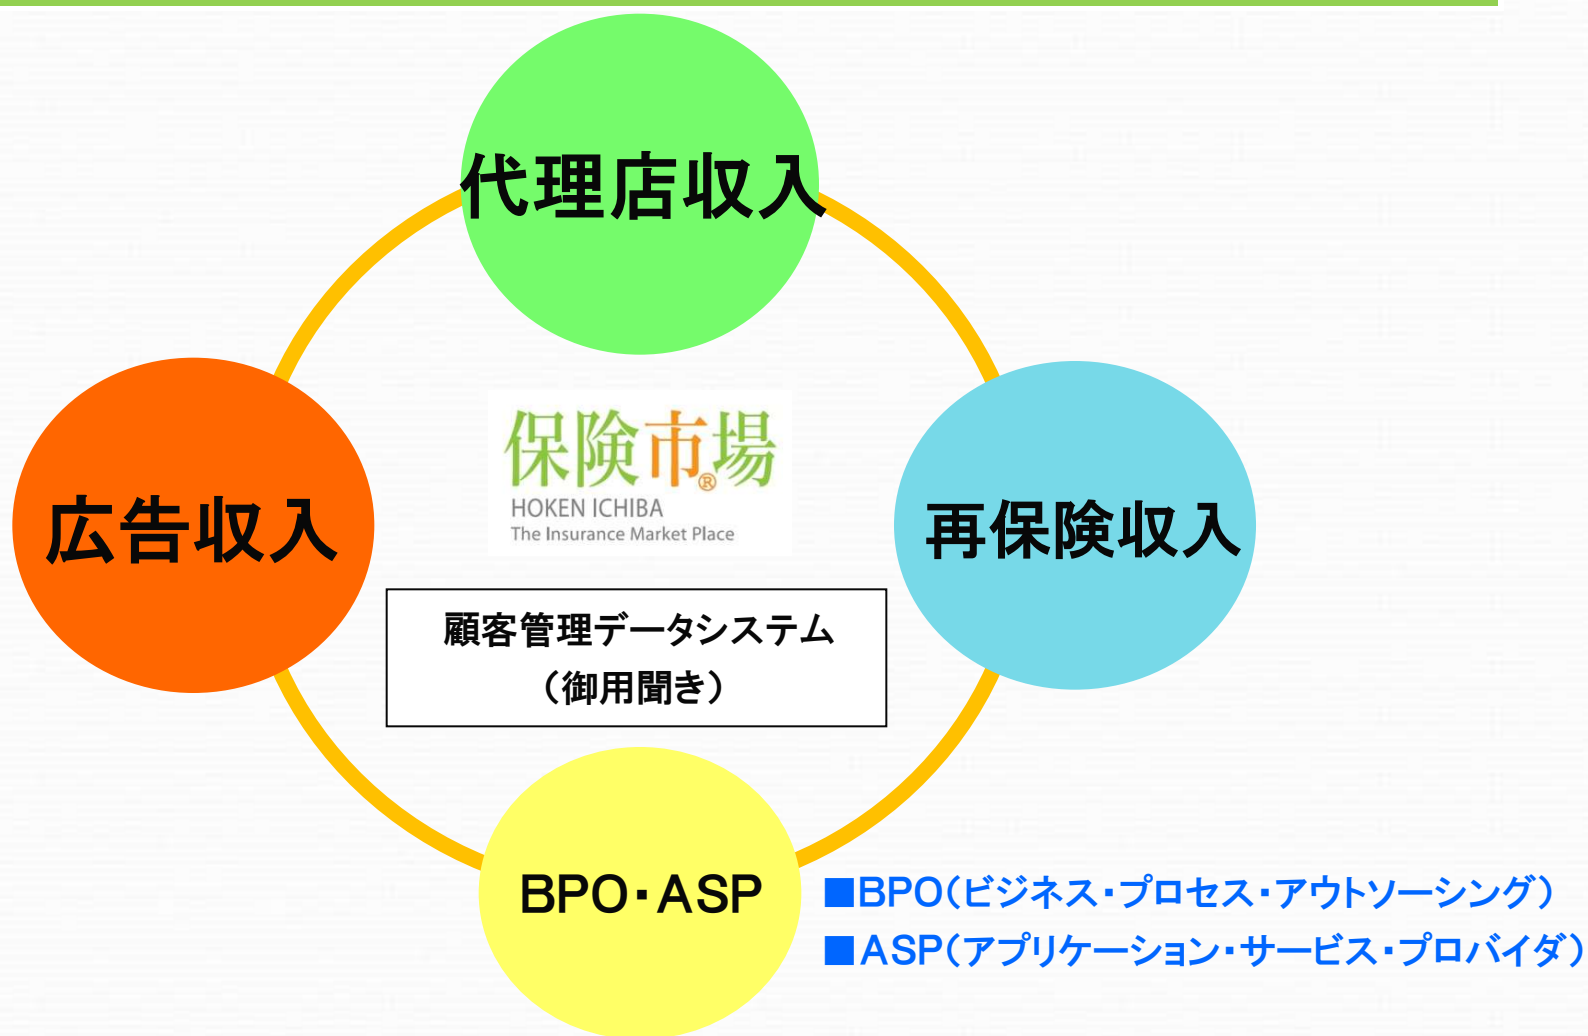 代理店収入
広告収入
保険市場®
HOKEN ICHIBA
The Insurance Market Place
再保険収入
顧客管理データシステム
（御用聞き）
BPO・ASP
■BPO（ビジネス・プロセス・アウトソーシング）
■ASP（アプリケーション・サービス・プロバイダ）